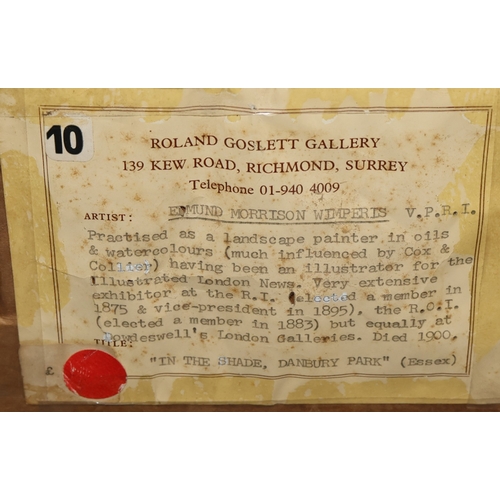 10
ROLAND GOSLETT GALLERY
139 KEW ROAD, RICHMOND, SURREY
Telephone 01-940 4009
ARTIST: EDMUND MORRISON WIMPERIS V.P.R.I.
Practised as a landscape painter in oils
& watercolours (much influenced by Cox &
Collier) having been an illustrator for the
Illustrated London News. Very extensive
exhibitor at the R.I. (elected a member in
1875 & vice-president in 1895), the R.O.I.
(elected a member in 1883) but equally at
Dowdeswell's London Galleries. Died 1900.
TITLE:
"IN THE SHADE, DANBURY PARK" (Essex)
£